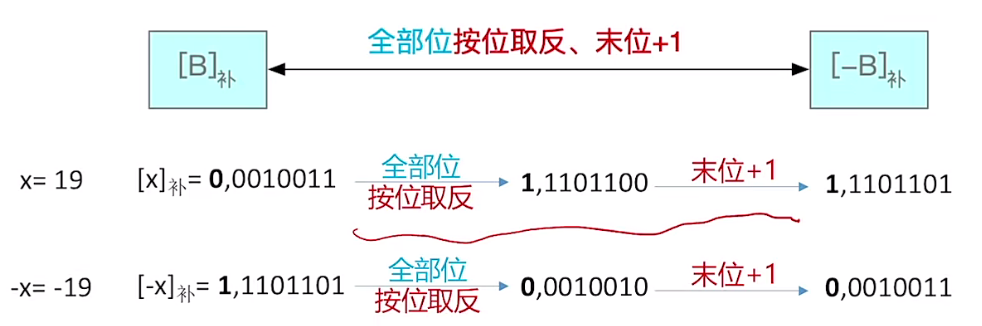 全部位按位取反、末位+1
[B]补 [−B]补
x= 19 [x]补= 0,0010011 全部位 按位取反 1,1101100 末位+1 1,1101101
-x= -19 [-x]补= 1,1101101 全部位 按位取反 0,0010010 末位+1 0,0010011